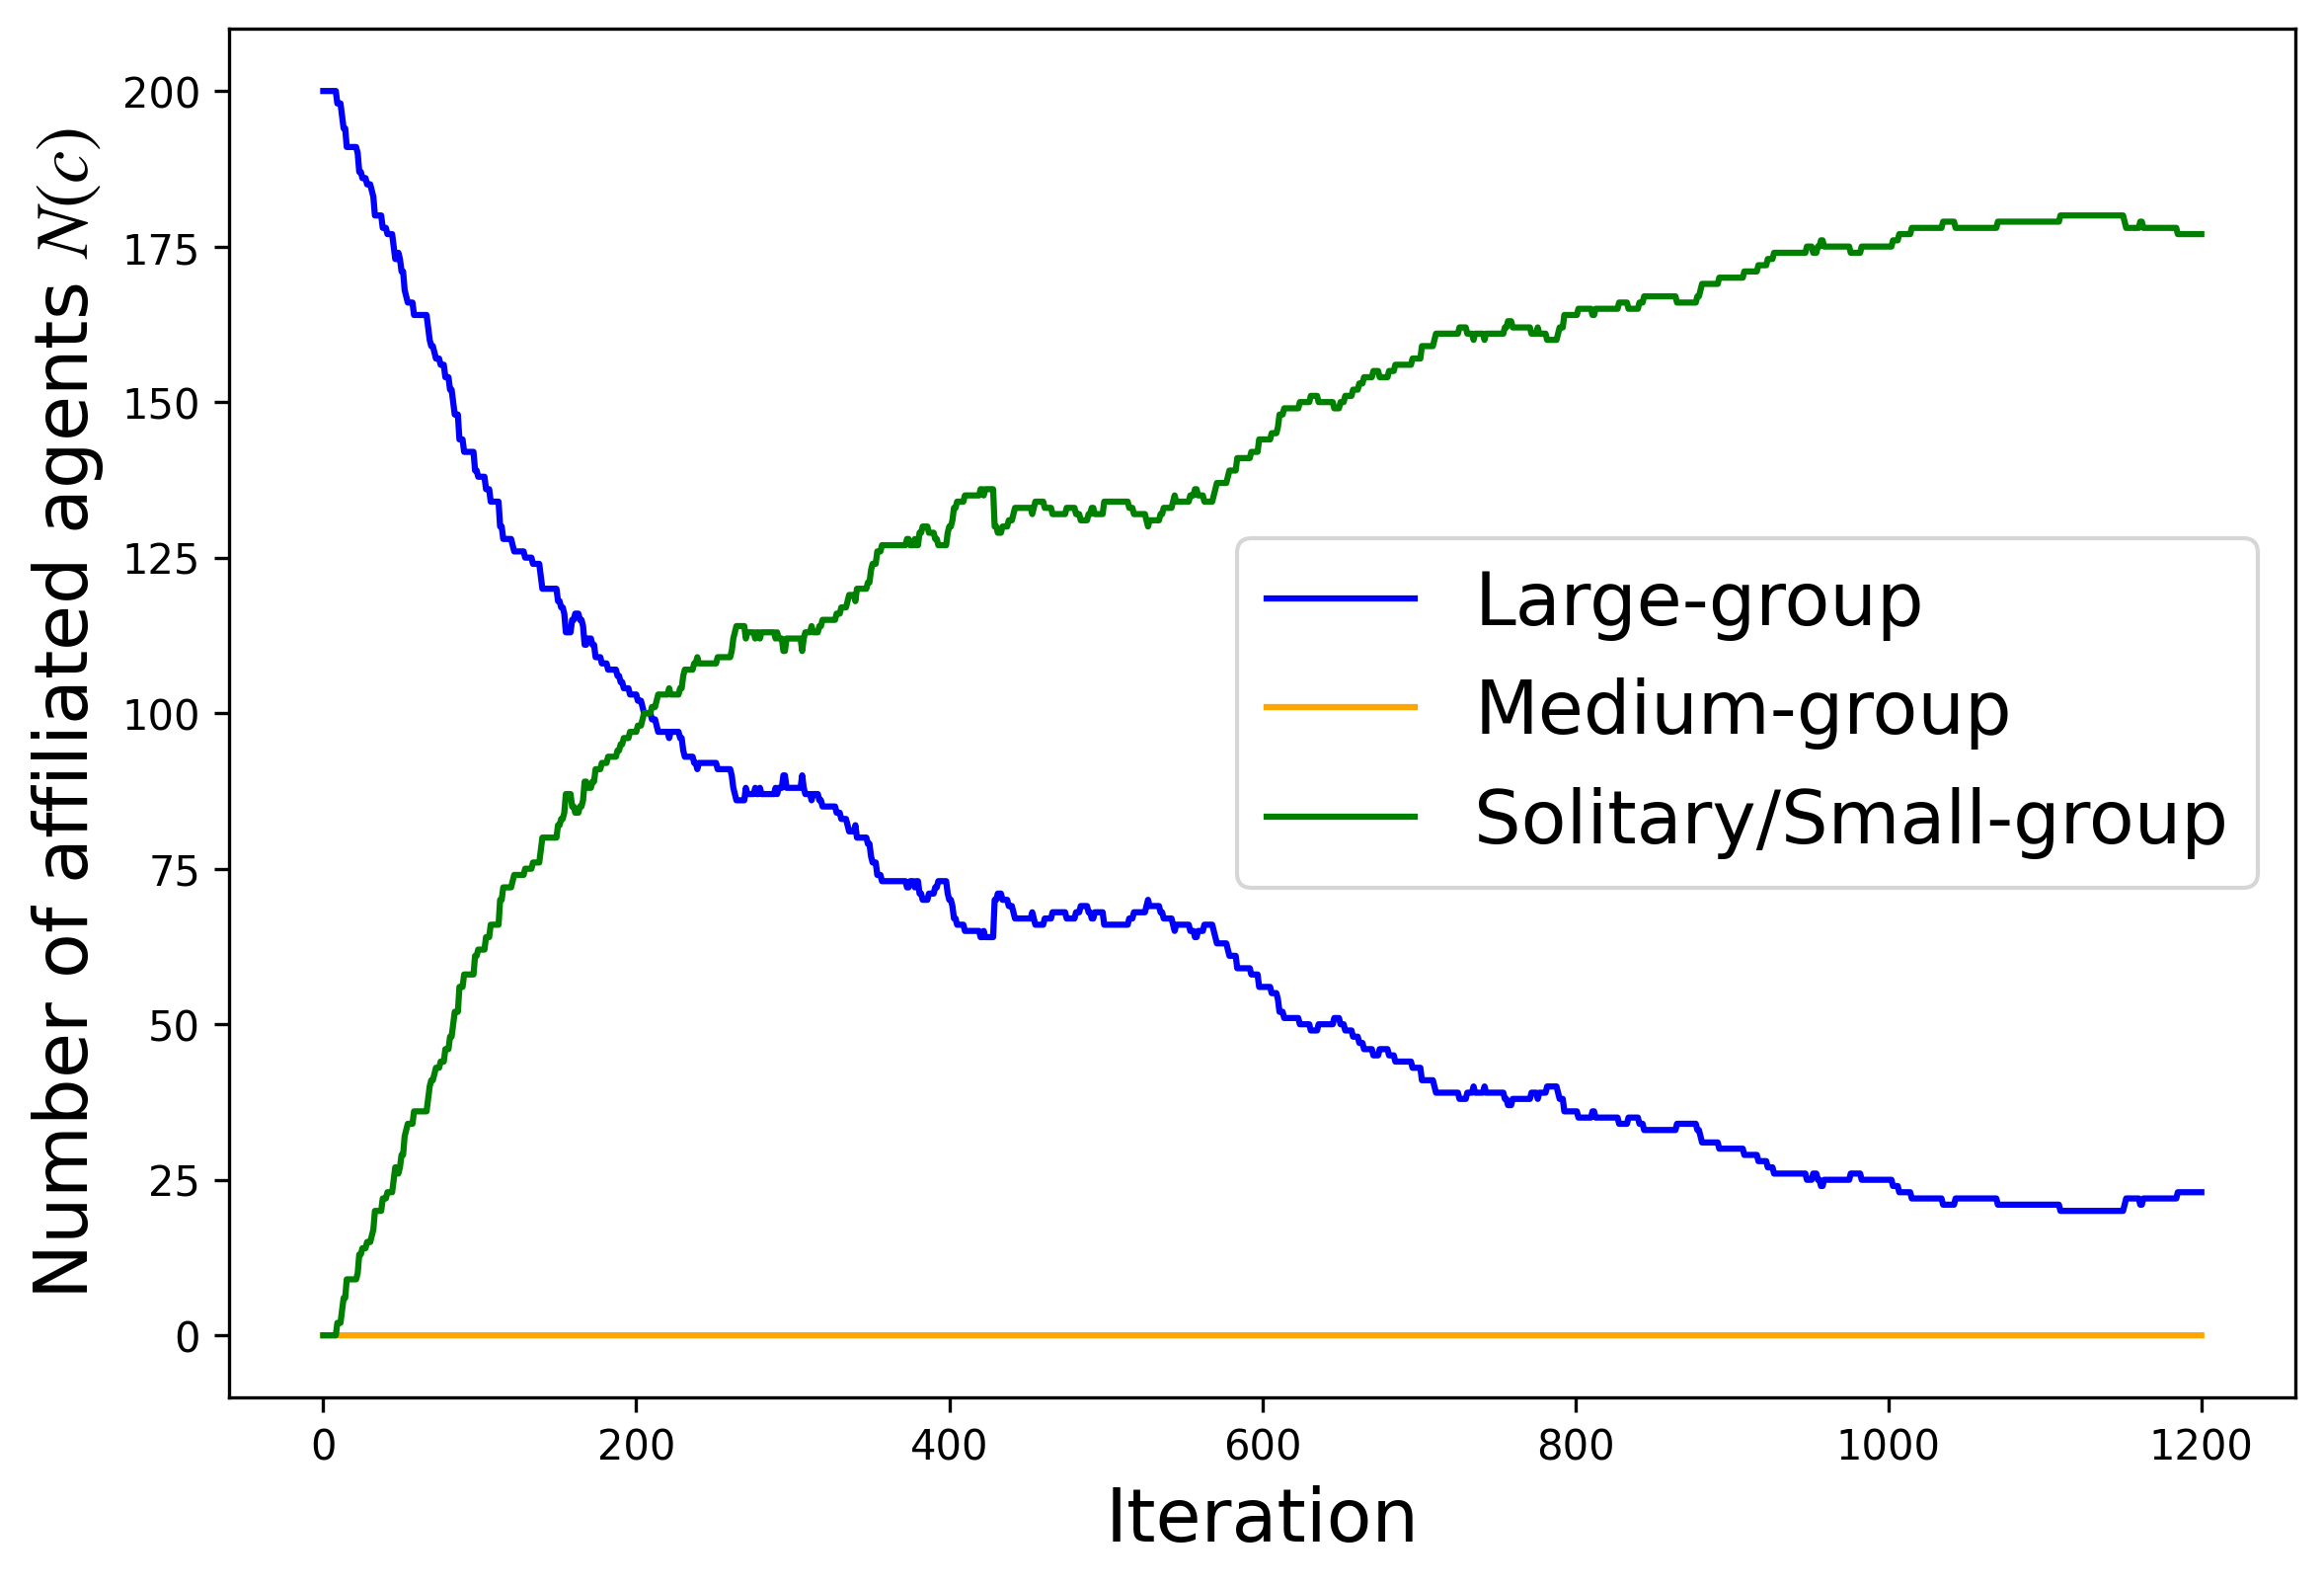 Number of affiliated agents N(c)
200
175
150
125
100
75
50
25
0
Large-group
Medium-group
Solitary/Small-group
0 200 400 600 800 1000 1200
Iteration